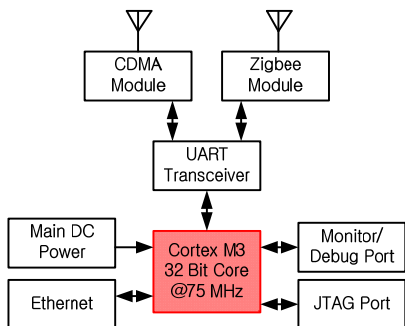 CDMA
Module
Zigbee
Module
UART
Transceiver
Main DC
Power
Cortex M3
32 Bit Core
@75 MHz
Monitor/
Debug Port
Ethernet
JTAG Port